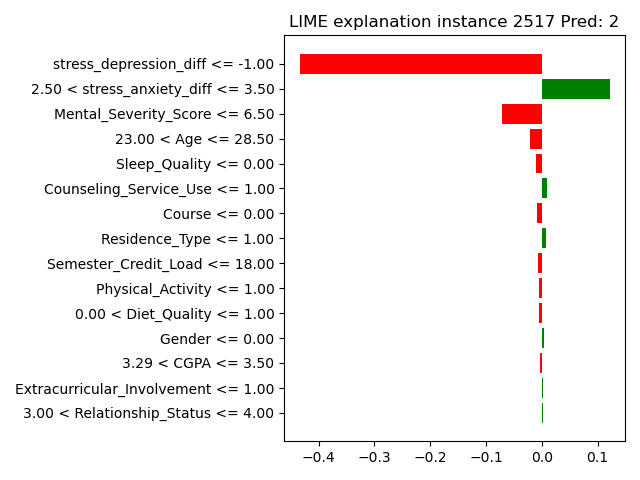 LIME explanation instance 2517 Pred: 2
stress_depression_diff <= -1.00
2.50 < stress_anxiety_diff <= 3.50
Mental_Severity_Score <= 6.50
23.00 < Age <= 28.50
Sleep_Quality <= 0.00
Counseling_Service_Use <= 1.00
Course <= 0.00
Residence_Type <= 1.00
Semester_Credit_Load <= 18.00
Physical_Activity <= 1.00
0.00 < Diet_Quality <= 1.00
Gender <= 0.00
3.29 < CGPA <= 3.50
Extracurricular_Involvement <= 1.00
3.00 < Relationship_Status <= 4.00
−0.4 −0.3 −0.2 −0.1 0.0 0.1